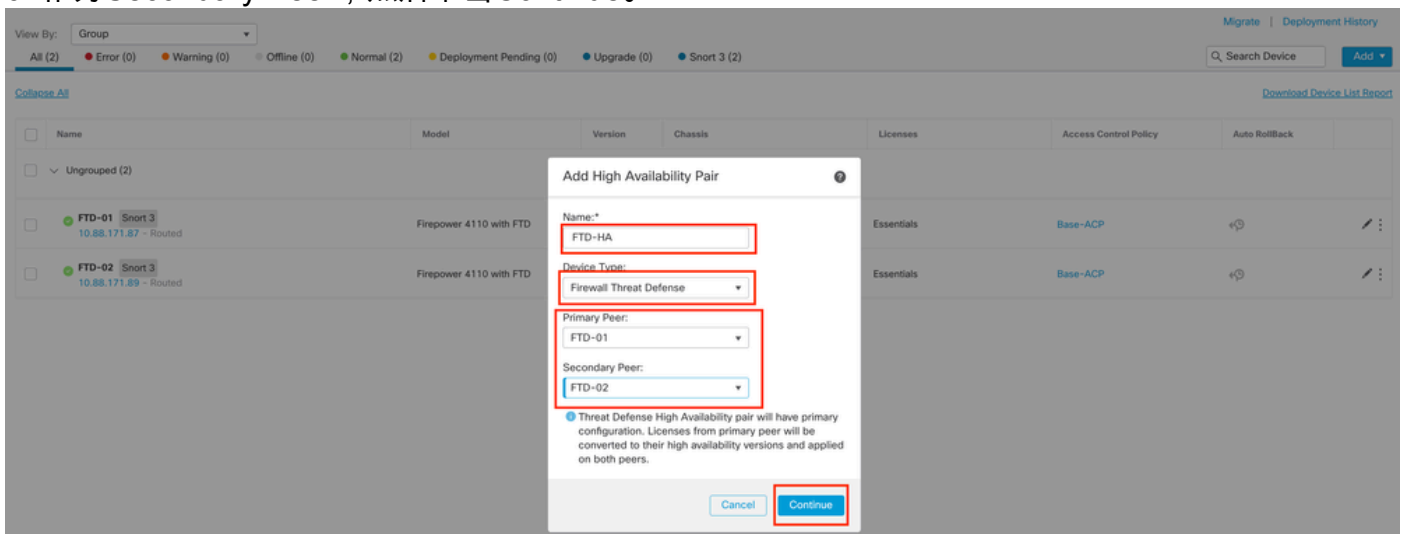 Migrate | Deployment History
View By: Group
All (2) Error (0) Warning (0) Offline (0) Normal (2) Deployment Pending (0) Upgrade (0) Snort 3 (2)
Search Device Add
Collapse All
Download Device List Report
Name Model Version Chassis Licenses Access Control Policy Auto RollBack
Ungrouped (2)
FTD-01 Snort 3
10.88.171.87 - Routed
Firepower 4110 with FTD Essentials Base-ACP
FTD-02 Snort 3
10.88.171.89 - Routed
Firepower 4110 with FTD Essentials Base-ACP
Add High Availability Pair
Name:*
FTD-HA
Device Type:
Firewall Threat Defense
Primary Peer:
FTD-01
Secondary Peer:
FTD-02
Threat Defense High Availability pair will have primary
configuration. Licenses from primary peer will be
converted to their high availability versions and applied
on both peers.
Cancel Continue